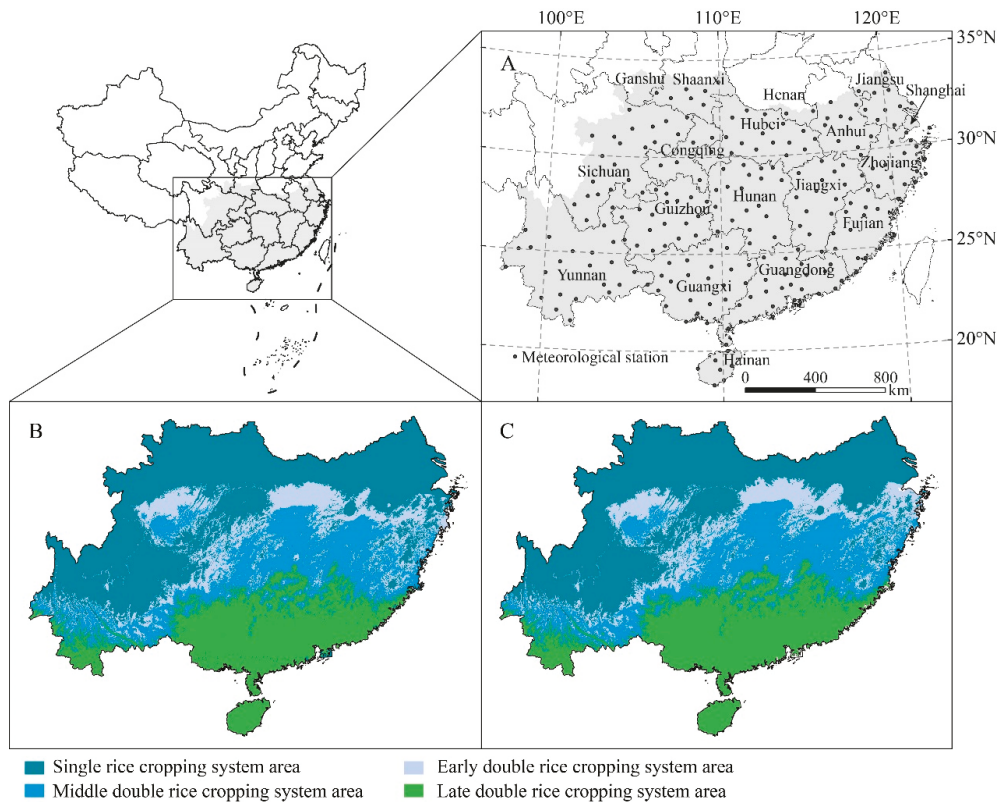 100°E 110°E 120°E
35°N
A
Ganshu Shaanxi Jiangsu
Henan Shanghai
Hubei Anhui
30°N
Congqing Zhejiang
Sichuan Jiangxi
Guizhou Hunan
Fujian
25°N
Yunnan Guangdong
Guangxi
20°N
Meteorological station Hainan
0 400 800
km
B C
Single rice cropping system area Early double rice cropping system area
Middle double rice cropping system area Late double rice cropping system area